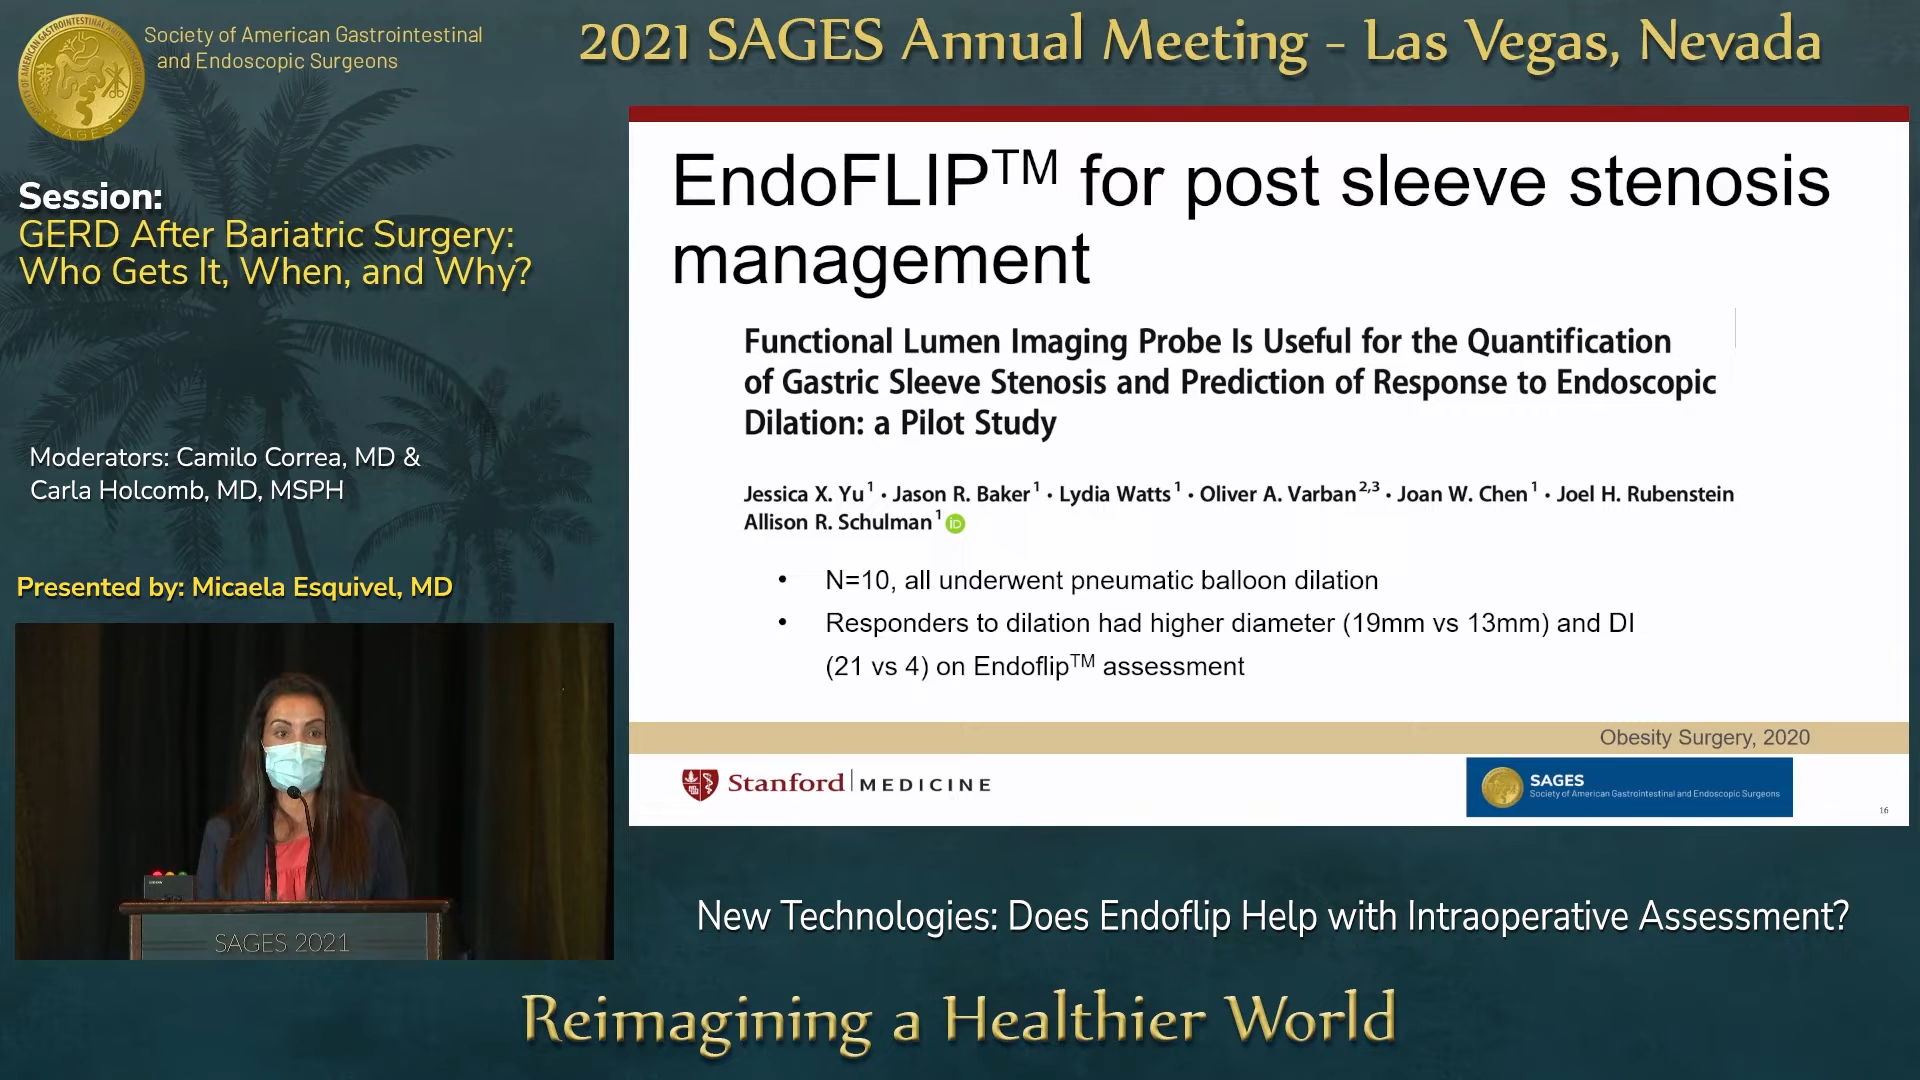 Society of American Gastrointestinal
and Endoscopic Surgeons
SAGES
2021 SAGES Annual Meeting - Las Vegas, Nevada
Session:
GERD After Bariatric Surgery:
Who Gets It, When, and Why?
Moderators: Camilo Correa, MD &
Carla Holcomb, MD, MSPH
Presented by: Micaela Esquivel, MD
SAGES 2021
EndoFLIP™ for post sleeve stenosis
management
Functional Lumen Imaging Probe Is Useful for the Quantification
of Gastric Sleeve Stenosis and Prediction of Response to Endoscopic
Dilation: a Pilot Study
Jessica X. Yu¹ · Jason R. Baker¹ · Lydia Watts¹ · Oliver A. Varban²,³ · Joan W. Chen¹ · Joel H. Rubenstein
Allison R. Schulman¹ iD
• N=10, all underwent pneumatic balloon dilation
• Responders to dilation had higher diameter (19mm vs 13mm) and DI
(21 vs 4) on Endoflip™ assessment
Obesity Surgery, 2020
Stanford MEDICINE
SAGES
Society of American Gastrointestinal and Endoscopic Surgeons
16
New Technologies: Does Endoflip Help with Intraoperative Assessment?
Reimagining a Healthier World